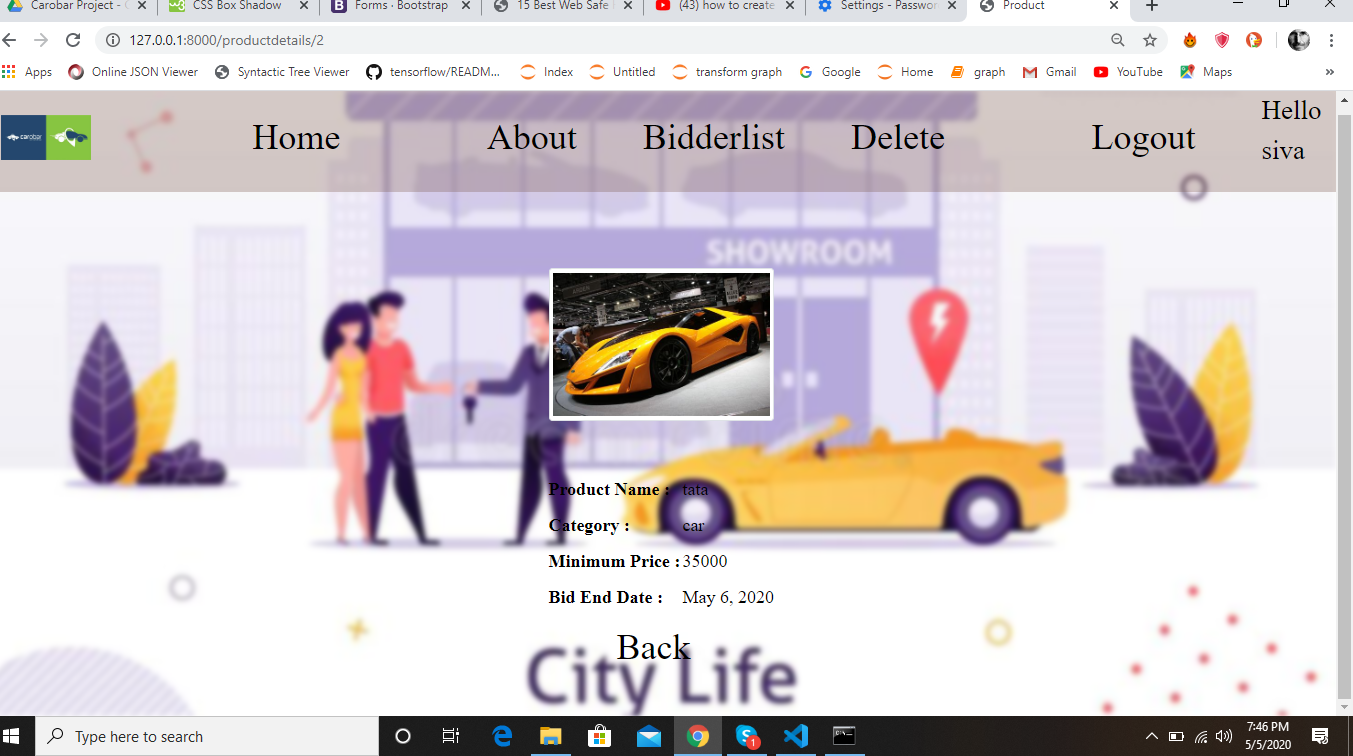 Carobar Project - (
CSS Box Shadow
Forms · Bootstrap
15 Best Web Safe
(43) how to create
Settings - Passwor
Product
127.0.0.1:8000/productdetails/2
Apps
Online JSON Viewer
Syntactic Tree Viewer
tensorflow/READM...
Index
Untitled
transform graph
Google
Home
graph
Gmail
YouTube
Maps
»
carobar
Home
About
Bidderlist
Delete
Logout
Hello
siva
SHOWROOM
Product Name : tata
Category : car
Minimum Price : 35000
Bid End Date : May 6, 2020
Back
City Life
Type here to search
1
7:46 PM
5/5/2020